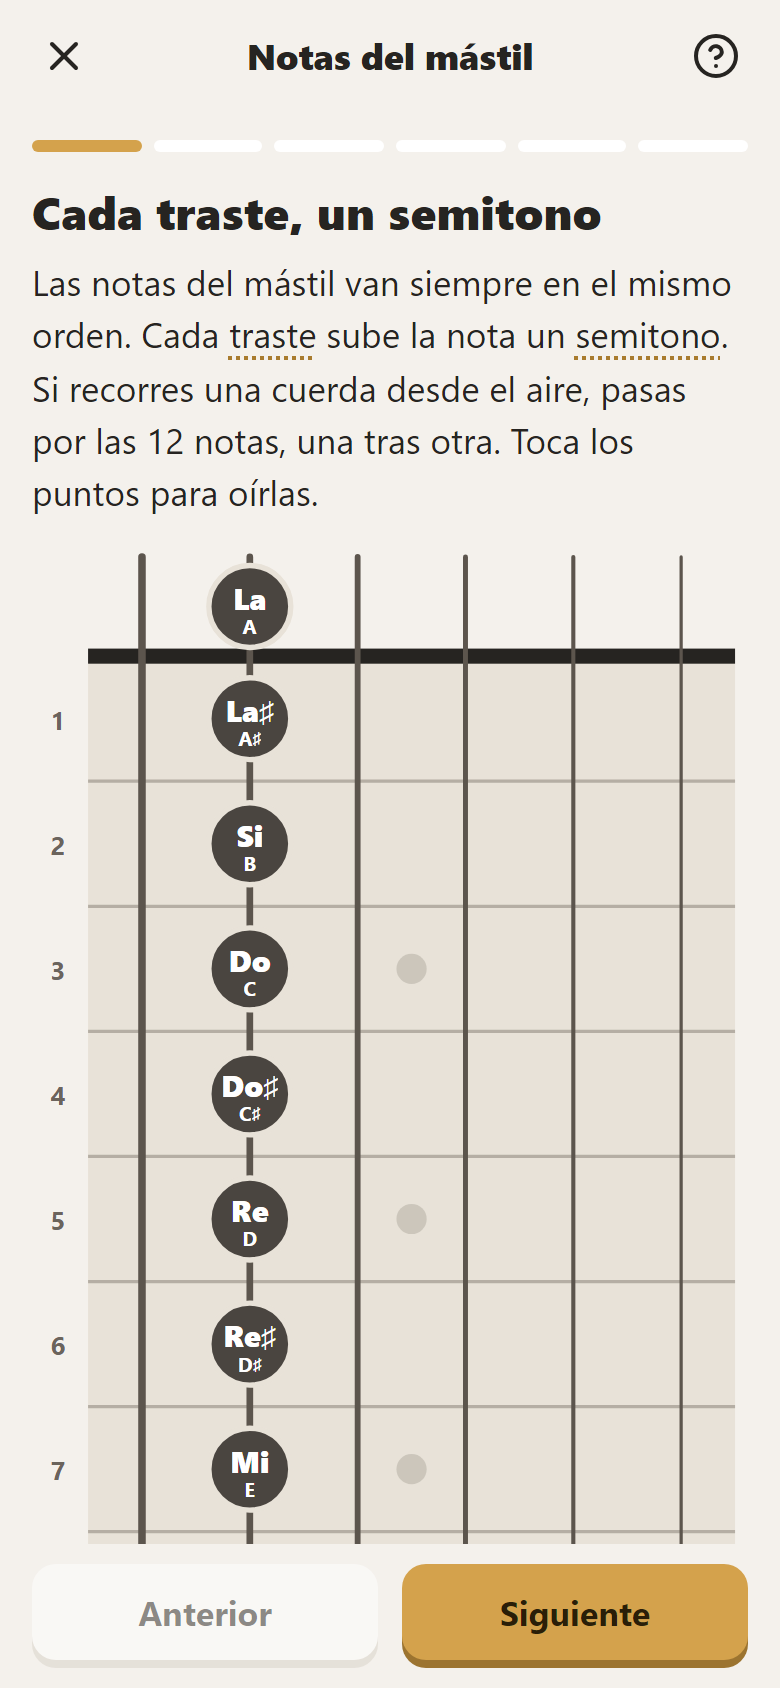 Notas del mástil
Cada traste, un semitono
Las notas del mástil van siempre en el mismo
orden. Cada traste sube la nota un semitono.
Si recorres una cuerda desde el aire, pasas
por las 12 notas, una tras otra. Toca los
puntos para oírlas.
La
A
1
La♯
A♯
2
Si
B
3
Do
C
4
Do♯
C♯
5
Re
D
6
Re♯
D♯
7
Mi
E
Anterior
Siguiente